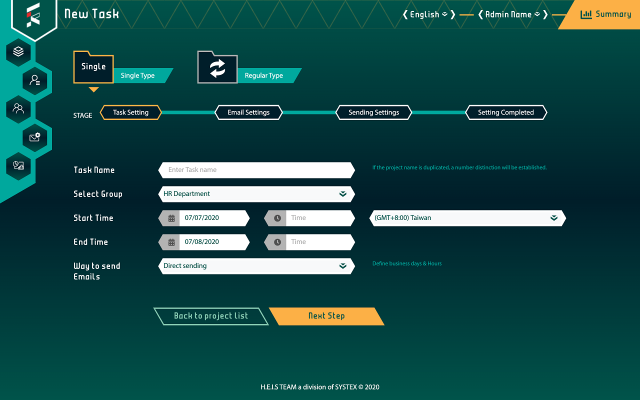 New Task
English
Admin Name
Summary
Single
Single Type
Regular Type
STAGE
Task Setting
Email Settings
Sending Settings
Setting Completed
Task Name
Enter Task name
If the project name is duplicated, a number distinction will be established.
Select Group
HR Department
Start Time
07/07/2020
Time
(GMT+8:00) Taiwan
End Time
07/08/2020
Time
Way to send
Emails
Direct sending
Define business days & Hours
Back to project list
Next Step
H.E.I.S TEAM a division of SYSTEX © 2020